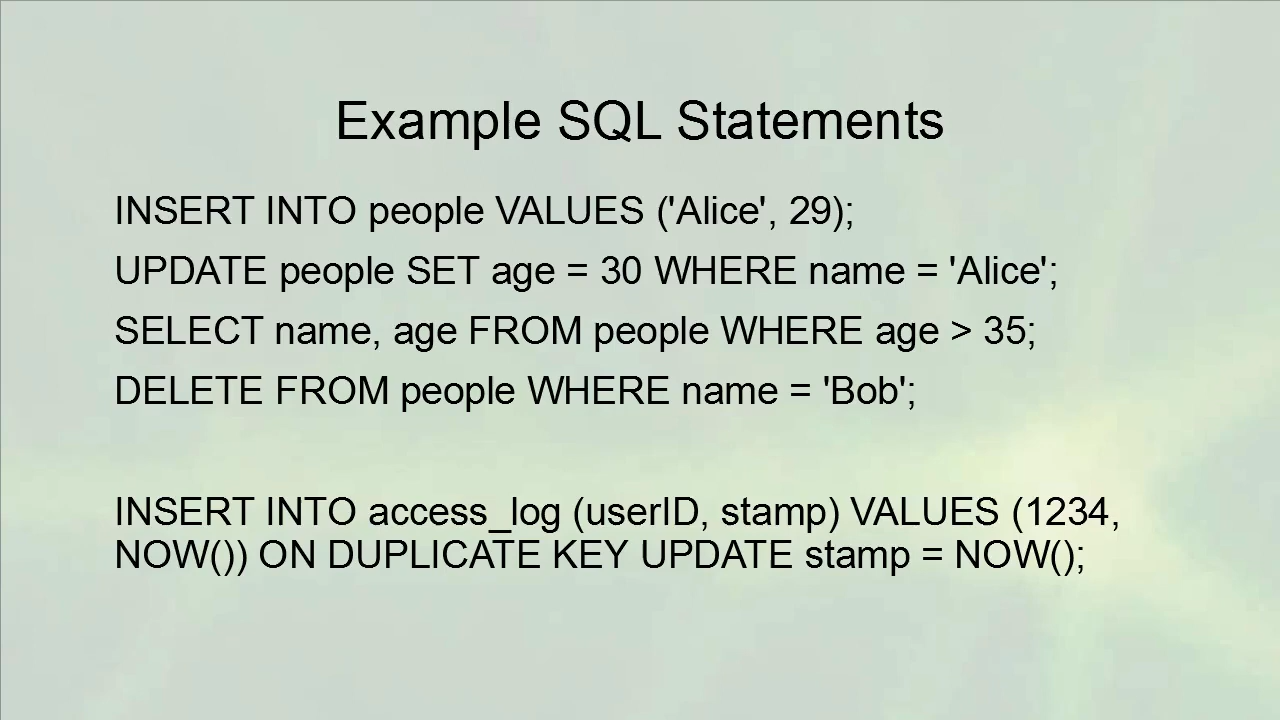 Example SQL Statements
INSERT INTO people VALUES ('Alice', 29);
UPDATE people SET age = 30 WHERE name = 'Alice';
SELECT name, age FROM people WHERE age > 35;
DELETE FROM people WHERE name = 'Bob';
INSERT INTO access_log (userID, stamp) VALUES (1234,
NOW()) ON DUPLICATE KEY UPDATE stamp = NOW();